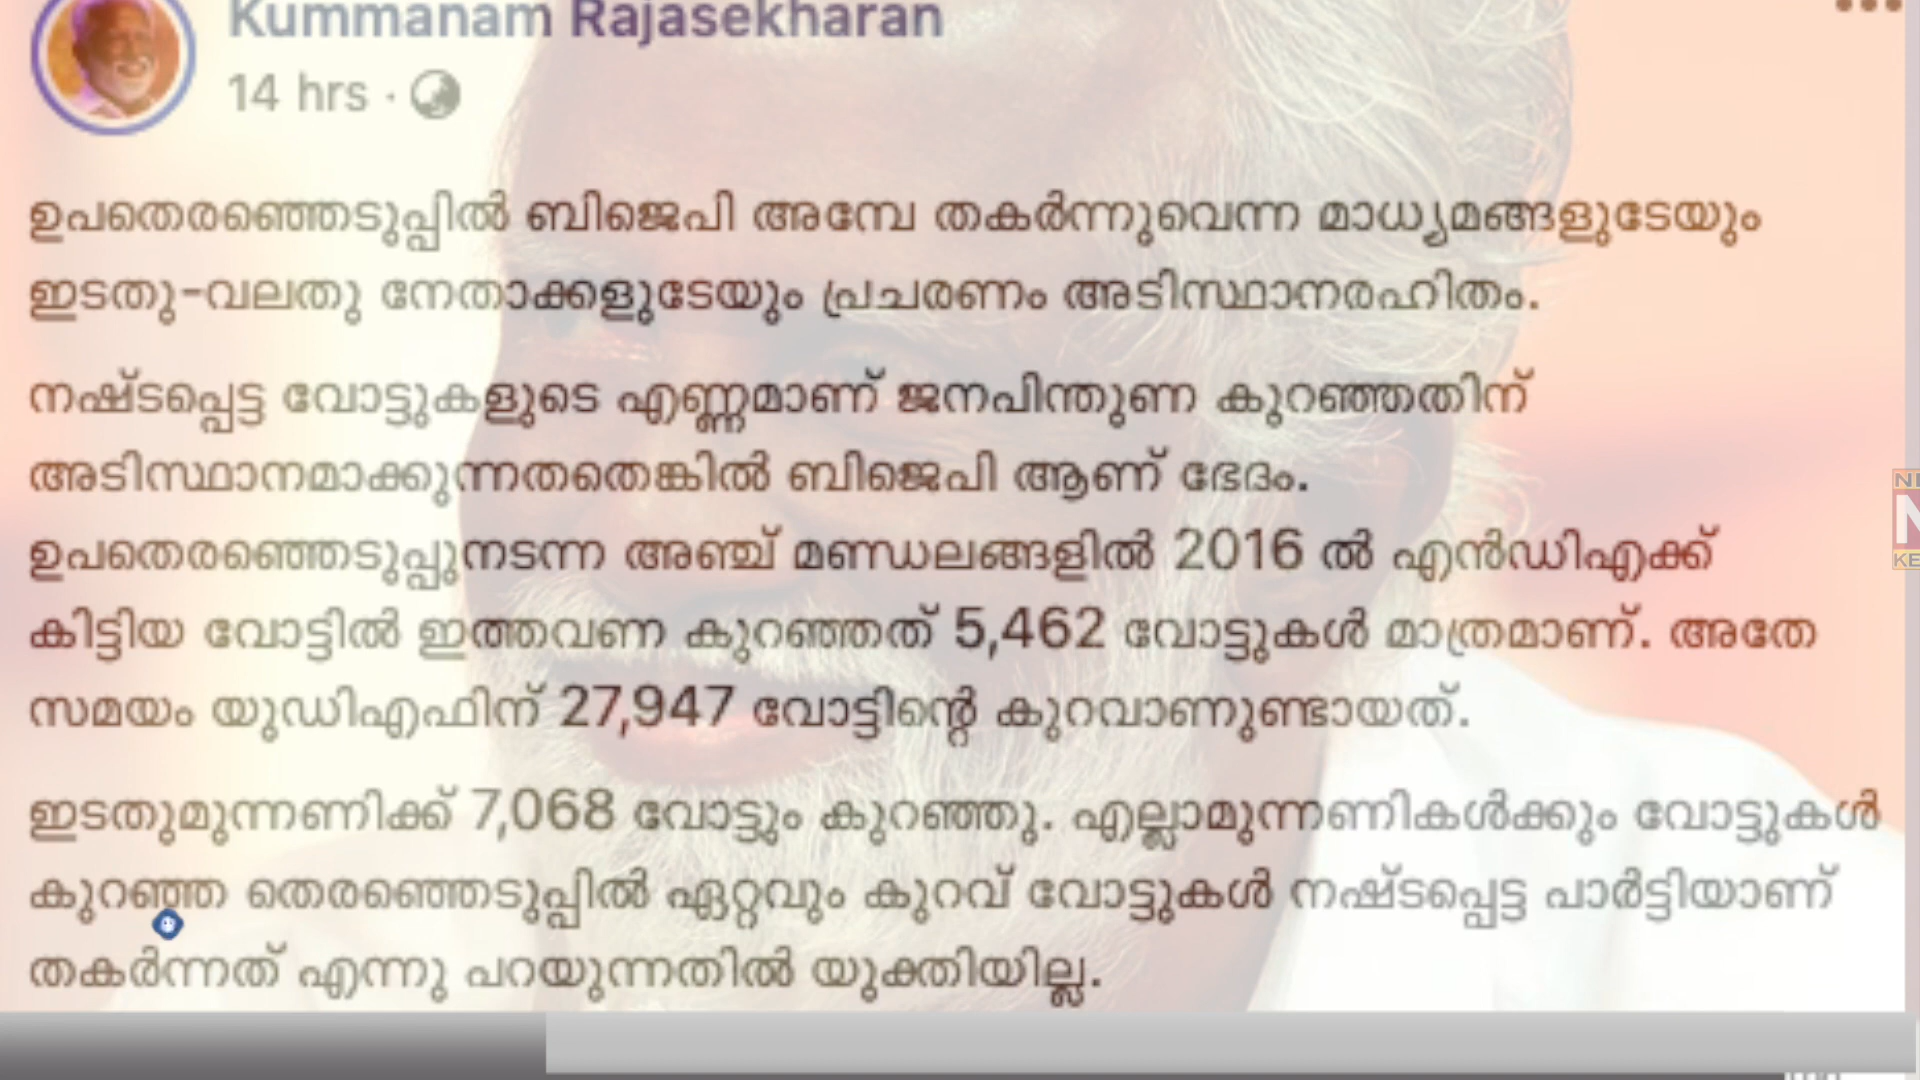 Kummanam Rajasekharan
14 hrs ·
ഉപതെരഞ്ഞെടുപ്പിൽ ബിജെപി അമ്പേ തകർന്നുവെന്ന മാധ്യമങ്ങളുടേയും
ഇടതു-വലതു നേതാക്കളുടേയും പ്രചരണം അടിസ്ഥാനരഹിതം.
നഷ്ടപ്പെട്ട വോട്ടുകളുടെ എണ്ണമാണ് ജനപിന്തുണ കുറഞ്ഞതിന്
അടിസ്ഥാനമാക്കുന്നതതെങ്കിൽ ബിജെപി ആണ് ഭേദം.
ഉപതെരഞ്ഞെടുപ്പുനടന്ന അഞ്ച് മണ്ഡലങ്ങളിൽ 2016 ൽ എൻഡിഎക്ക്
കിട്ടിയ വോട്ടിൽ ഇത്തവണ കുറഞ്ഞത് 5,462 വോട്ടുകൾ മാത്രമാണ്. അതേ
സമയം യുഡിഎഫിന് 27,947 വോട്ടിന്റെ കുറവാണുണ്ടായത്.
ഇടതുമുന്നണിക്ക് 7,068 വോട്ടും കുറഞ്ഞു. എല്ലാമുന്നണികൾക്കും വോട്ടുകൾ
കുറഞ്ഞ തെരഞ്ഞെടുപ്പിൽ ഏറ്റവും കുറവ് വോട്ടുകൾ നഷ്ടപ്പെട്ട പാർട്ടിയാണ്
തകർന്നത് എന്നു പറയുന്നതിൽ യുക്തിയില്ല.